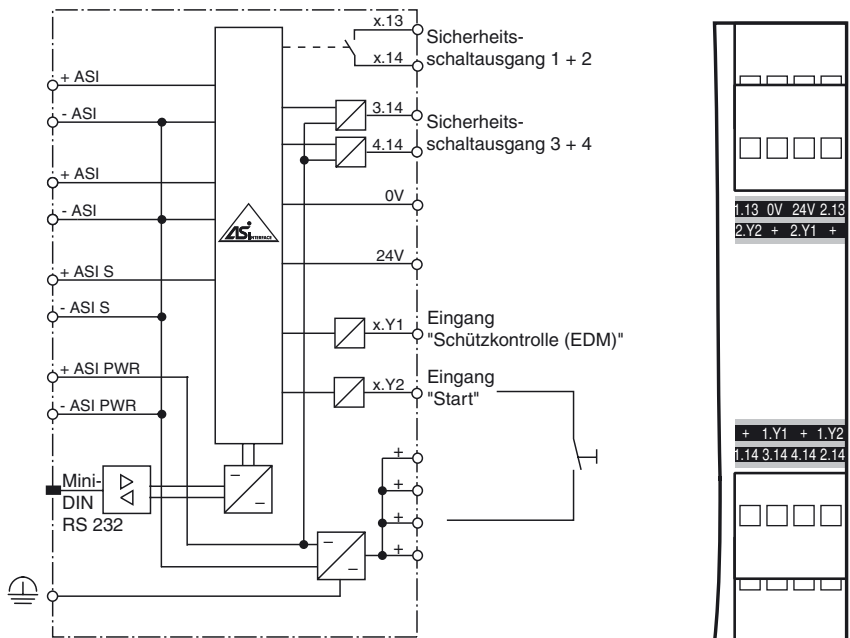 x.13
Sicherheits-
x.14
schaltausgang 1 + 2
+ ASI
- ASI
3.14
Sicherheits-
4.14
schaltausgang 3 + 4
+ ASI
- ASI
0V
ASi INTERFACE
24V
+ ASI S
- ASI S
x.Y1
Eingang
"Schützkontrolle (EDM)"
+ ASI PWR
x.Y2
Eingang
"Start"
- ASI PWR
Mini-
DIN
RS 232
+
+
+
+
1.13 0V 24V 2.13
2.Y2 + 2.Y1 +
+ 1.Y1 + 1.Y2
1.14 3.14 4.14 2.14